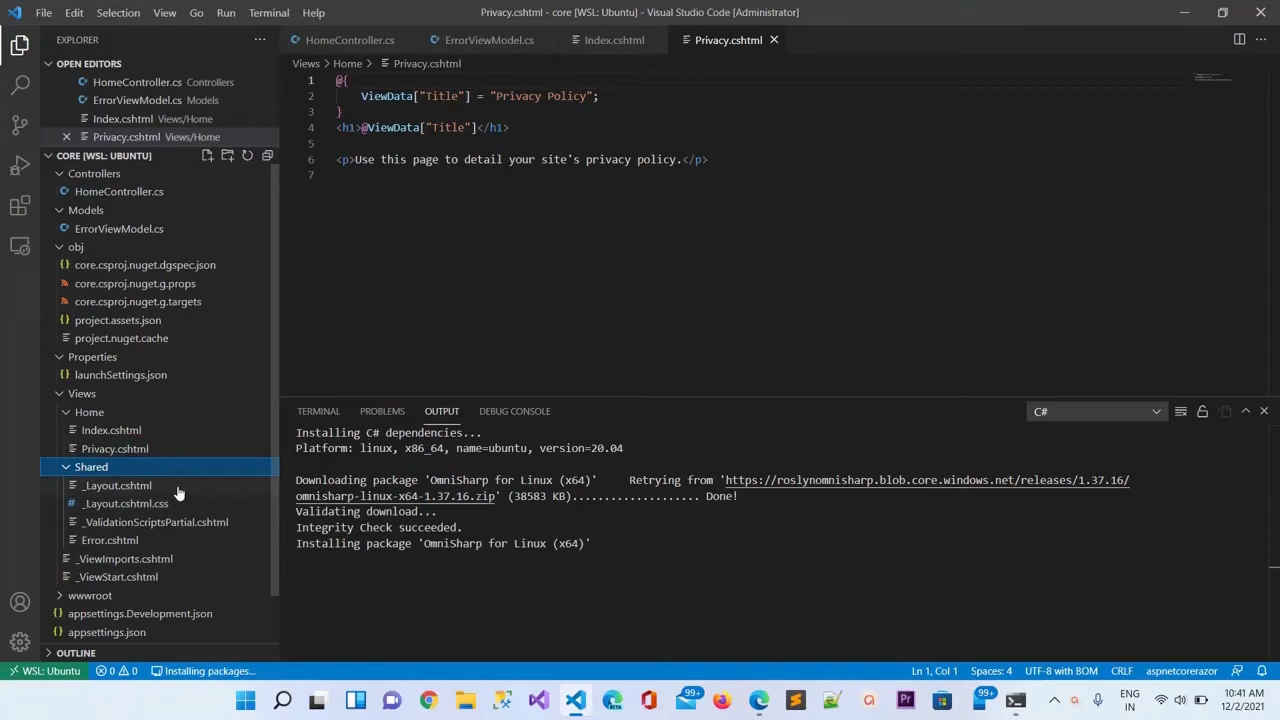 File Edit Selection View Go Run Terminal Help
Privacy.cshtml - core [WSL: Ubuntu] - Visual Studio Code [Administrator]
EXPLORER
OPEN EDITORS
HomeController.cs Controllers
ErrorViewModel.cs Models
Index.cshtml Views/Home
Privacy.cshtml Views/Home
CORE [WSL: UBUNTU]
Controllers
HomeController.cs
Models
ErrorViewModel.cs
obj
core.csproj.nuget.dgspec.json
core.csproj.nuget.g.props
core.csproj.nuget.g.targets
project.assets.json
project.nuget.cache
Properties
launchSettings.json
Views
Home
Index.cshtml
Privacy.cshtml
Shared
_Layout.cshtml
_Layout.cshtml.css
_ValidationScriptsPartial.cshtml
Error.cshtml
_ViewImports.cshtml
_ViewStart.cshtml
wwwroot
appsettings.Development.json
appsettings.json
OUTLINE
HomeController.cs ErrorViewModel.cs Index.cshtml Privacy.cshtml
Views > Home > Privacy.cshtml
1 @{
2 ViewData["Title"] = "Privacy Policy";
3 }
4 <h1>@ViewData["Title"]</h1>
5
6 <p>Use this page to detail your site's privacy policy.</p>
7
TERMINAL PROBLEMS OUTPUT DEBUG CONSOLE
C#
Installing C# dependencies...
Platform: linux, x86_64, name=ubuntu, version=20.04
Downloading package 'OmniSharp for Linux (x64)' Retrying from 'https://roslynomnisharp.blob.core.windows.net/releases/1.37.16/
omnisharp-linux-x64-1.37.16.zip' (38583 KB).................... Done!
Validating download...
Integrity Check succeeded.
Installing package 'OmniSharp for Linux (x64)'
WSL: Ubuntu 0 0 Installing packages...
Ln 1, Col 1 Spaces: 4 UTF-8 with BOM CRLF aspnetcorerazor
BETA 99+ Pr 99+
ENG
IN
10:41 AM
12/2/2021